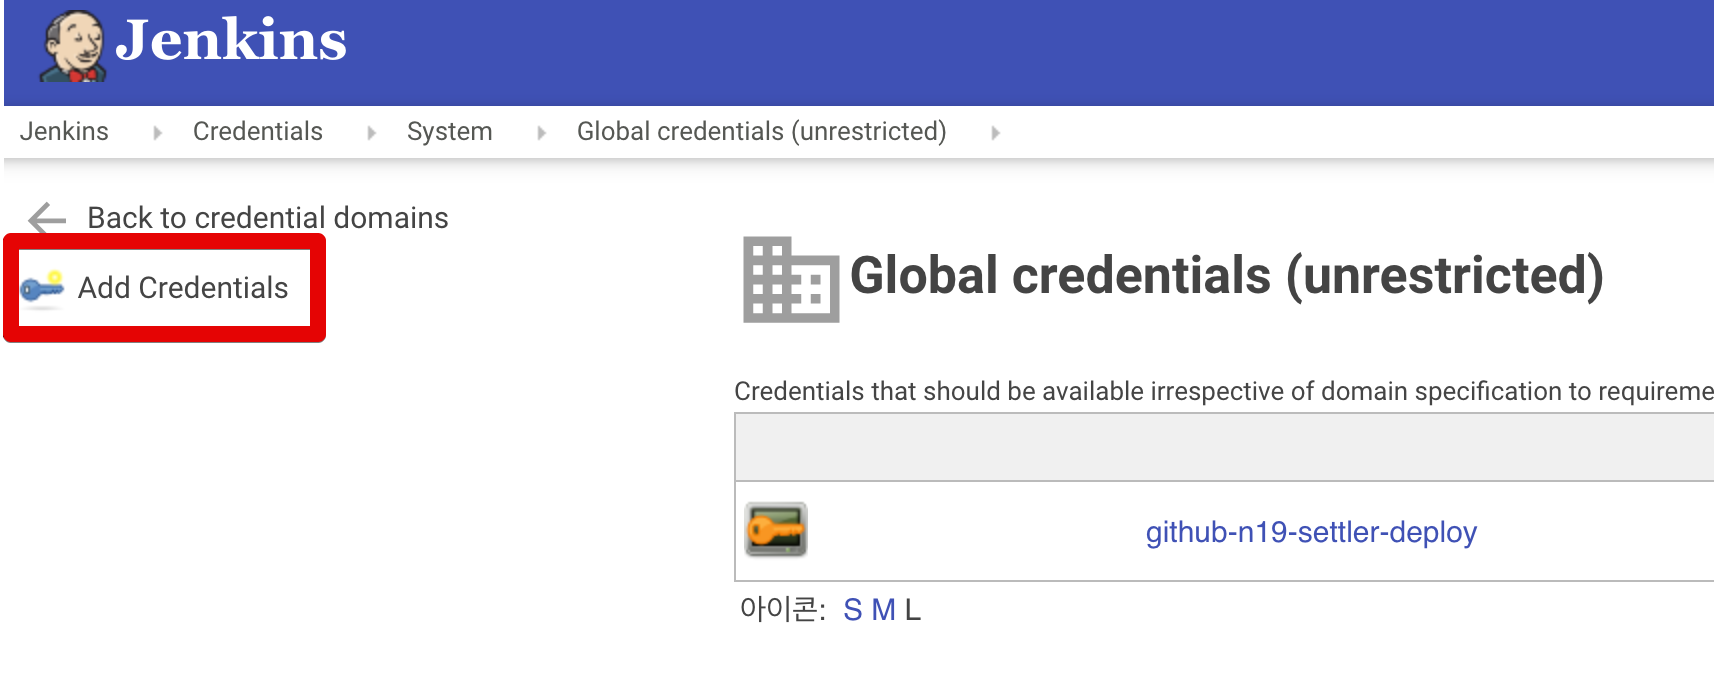 Jenkins
Jenkins Credentials System Global credentials (unrestricted)
Back to credential domains
Add Credentials
Global credentials (unrestricted)
Credentials that should be available irrespective of domain specification to requireme
github-n19-settler-deploy
아이콘: S M L